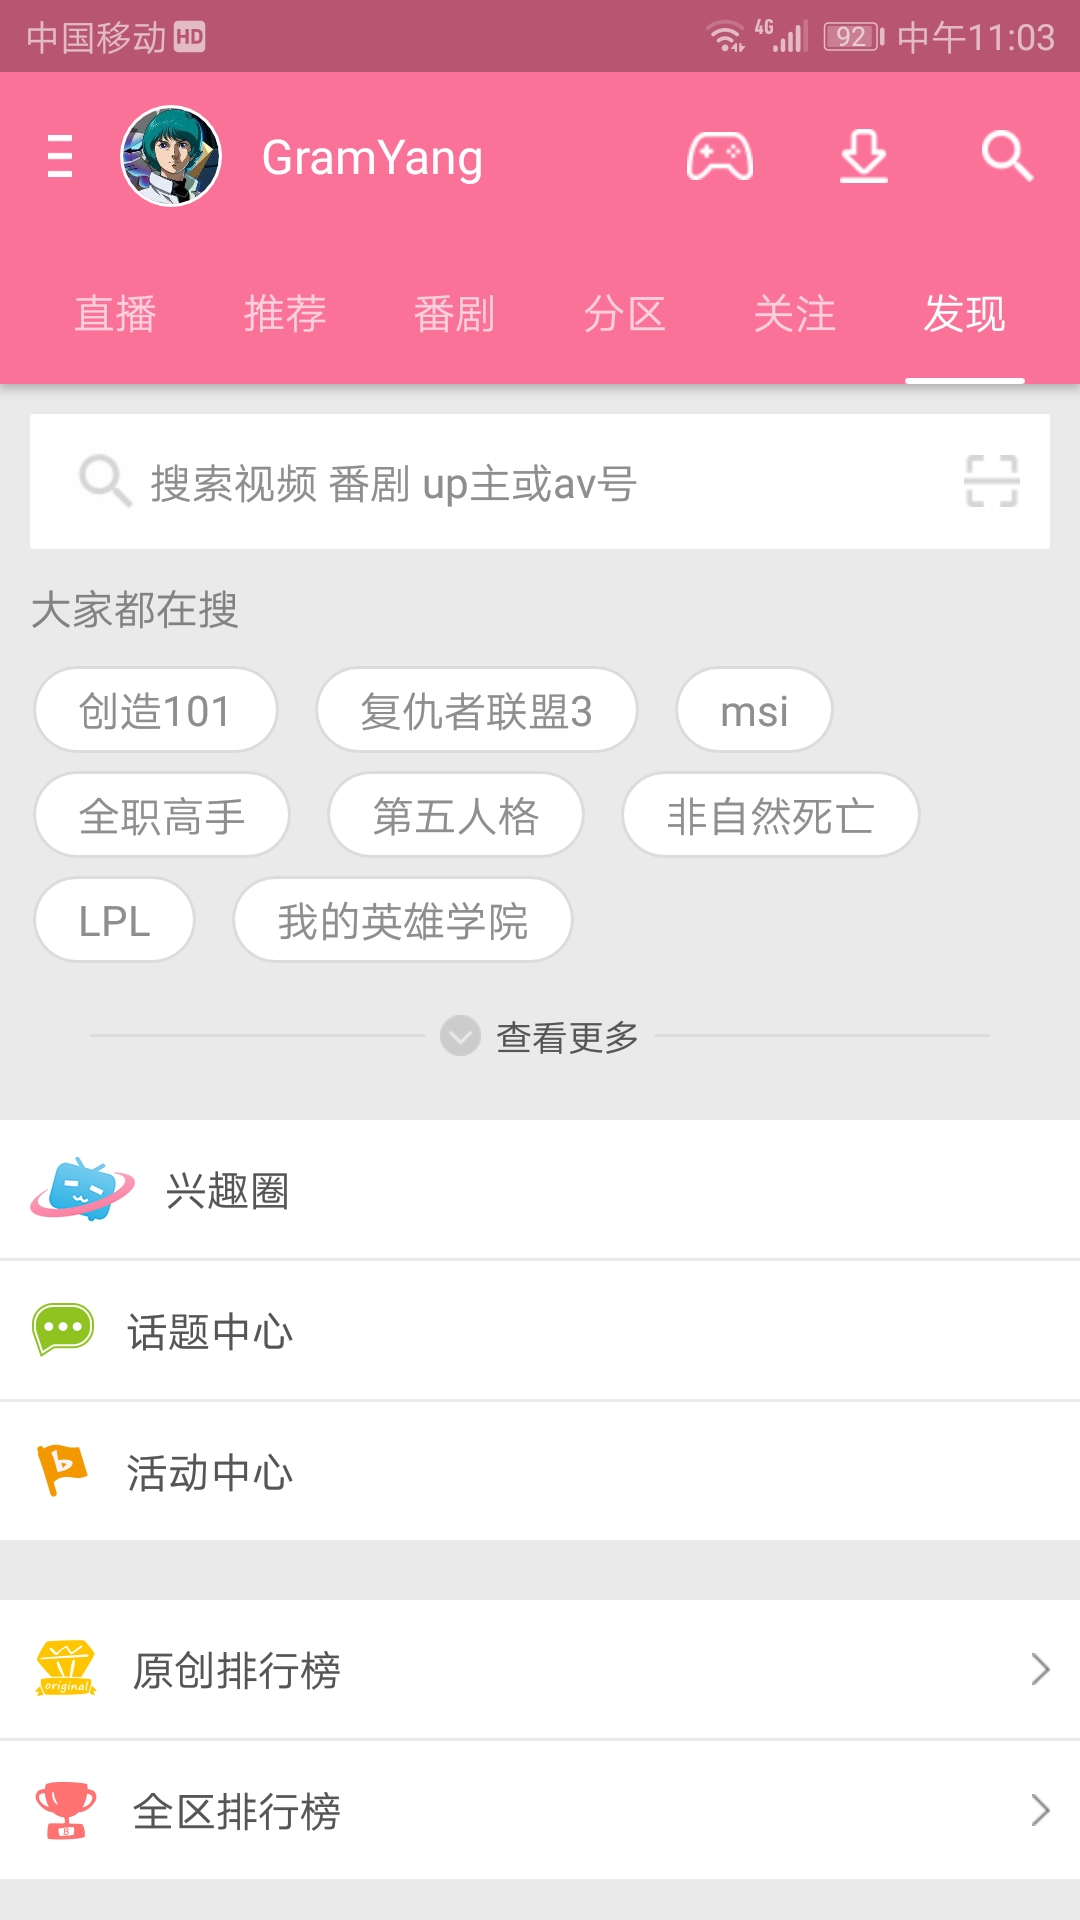 中国移动 HD 4G 92 中午11:03
GramYang
直播 推荐 番剧 分区 关注 发现
搜索视频 番剧 up主或av号
大家都在搜
创造101 复仇者联盟3 msi
全职高手 第五人格 非自然死亡
LPL 我的英雄学院
查看更多
兴趣圈
话题中心
活动中心
original 原创排行榜
全区排行榜